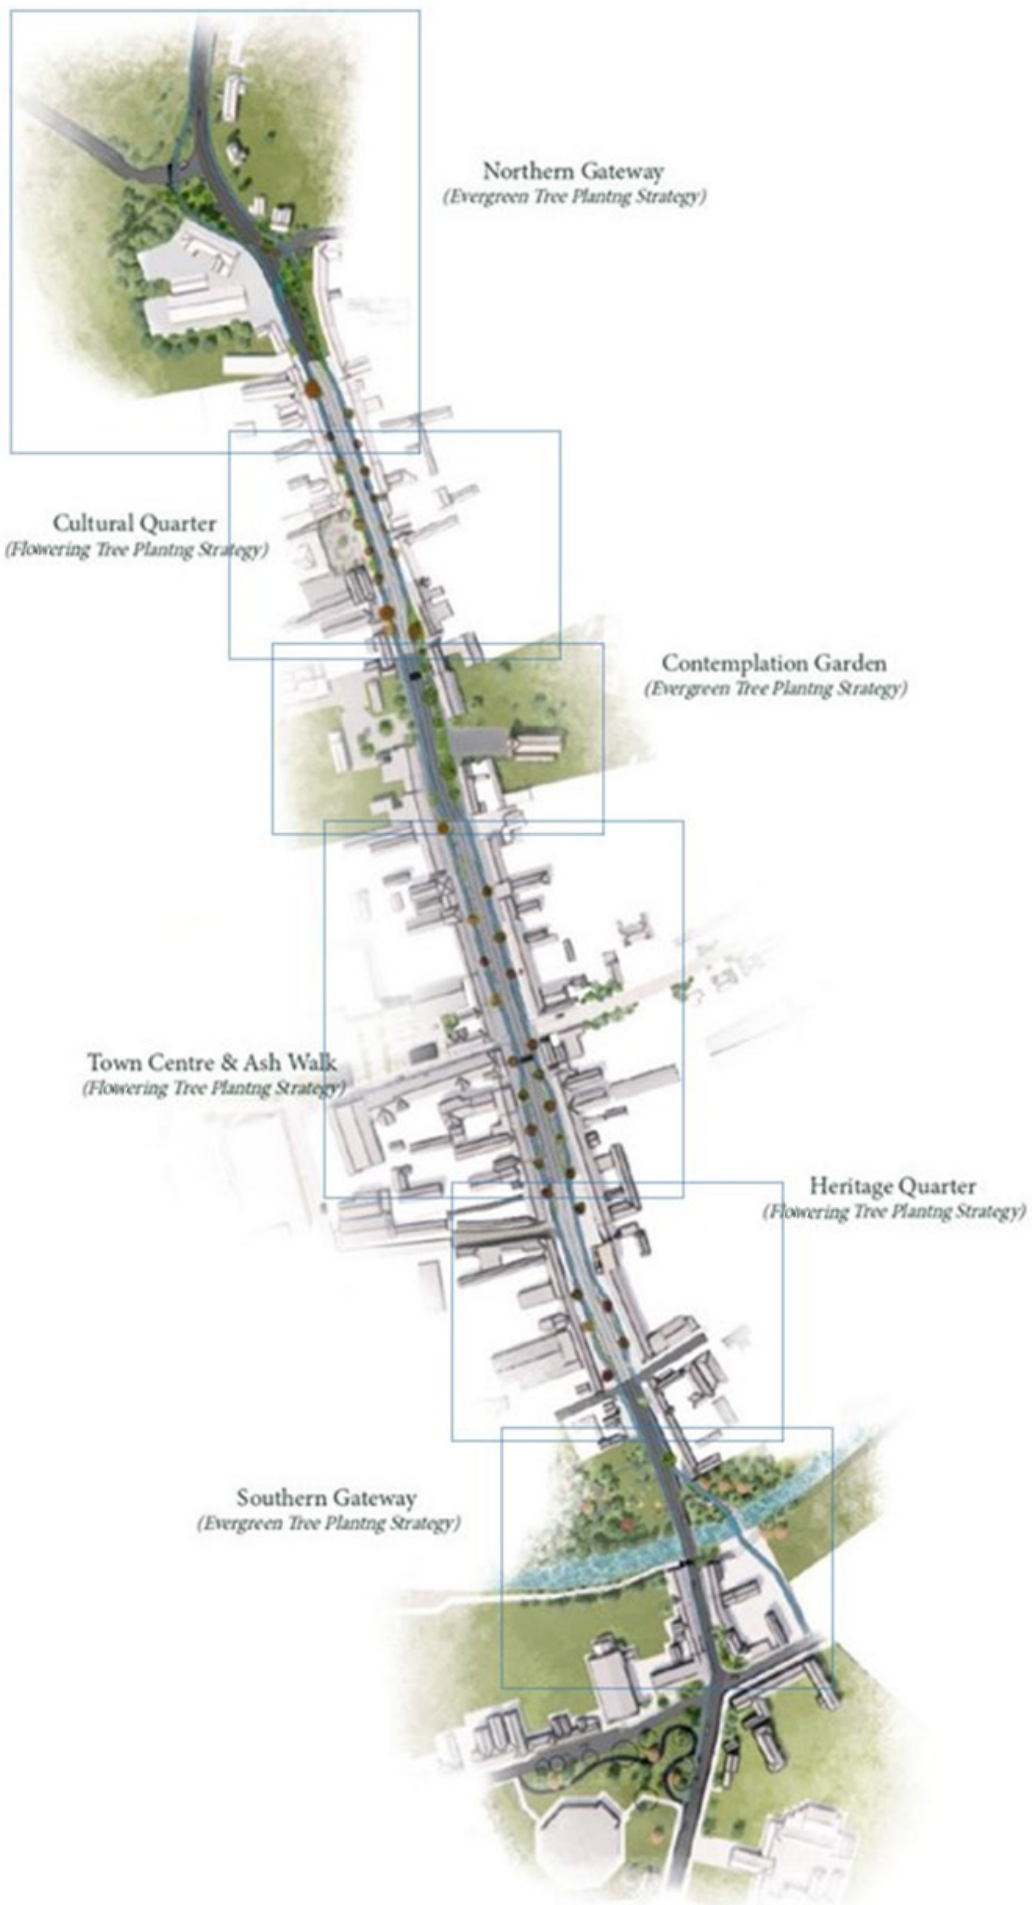 Northern Gateway
(Evergreen Tree Plantng Strategy)
Cultural Quarter
(Flowering Tree Plantng Strategy)
Contemplation Garden
(Evergreen Tree Plantng Strategy)
Town Centre & Ash Walk
(Flowering Tree Plantng Strategy)
Heritage Quarter
(Flowering Tree Plantng Strategy)
Southern Gateway
(Evergreen Tree Plantng Strategy)